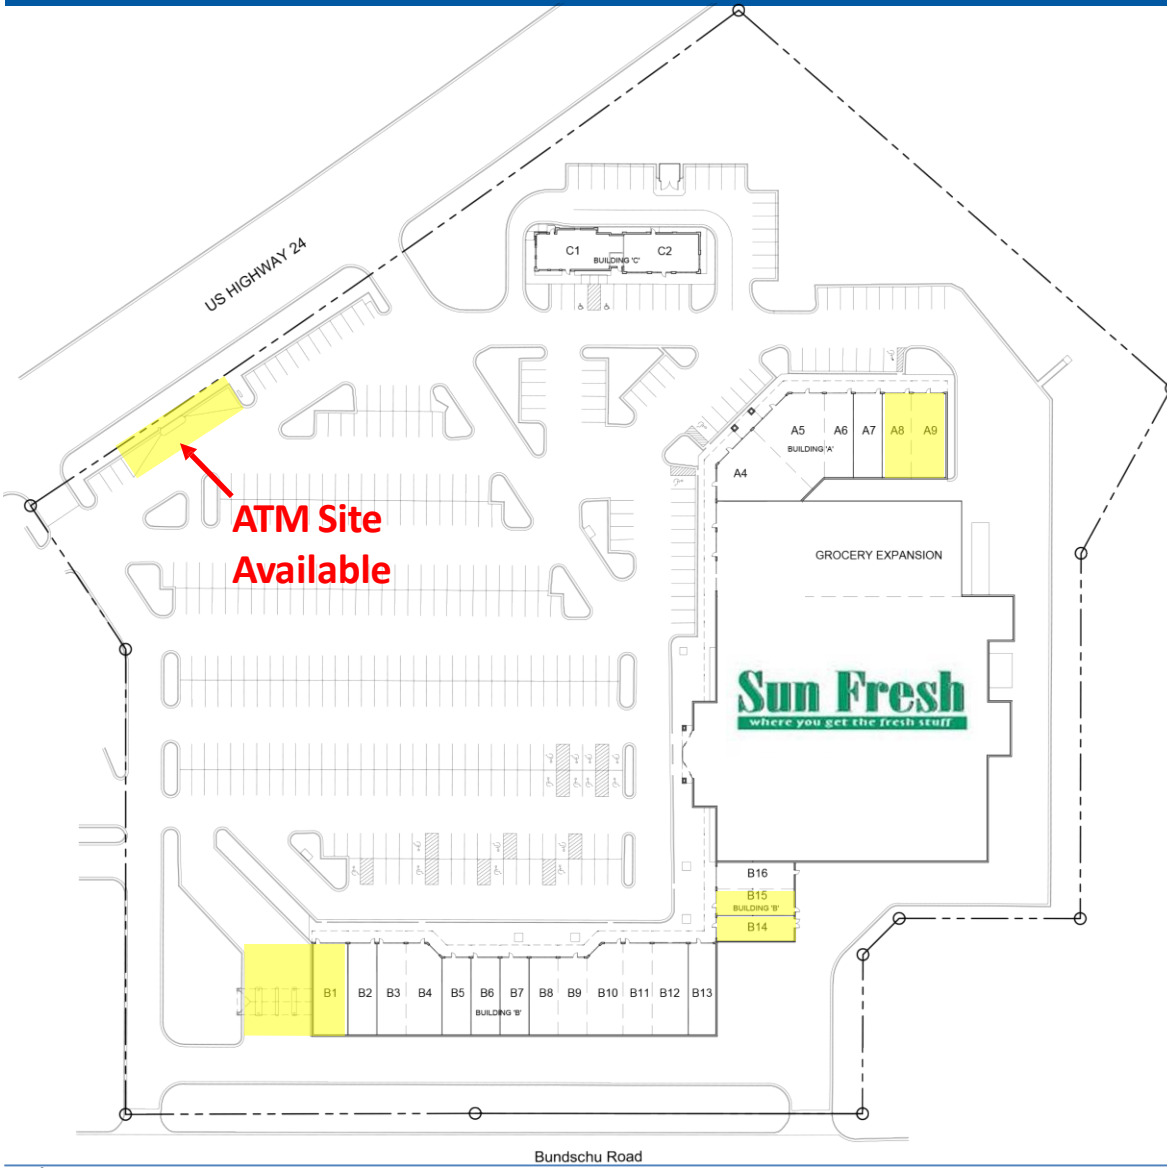 C1
C2
BUILDING 'C'
US HIGHWAY 24
A5
A6
A7
A8
A9
BUILDING 'A'
A4
ATM Site
Available
GROCERY EXPANSION
Sun Fresh
where you get the fresh stuff
B16
B15
BUILDING 'B'
B14
B1
B2
B3
B4
B5
B6
B7
B8
B9
B10
B11
B12
B13
BUILDING 'B'
Bundschu Road